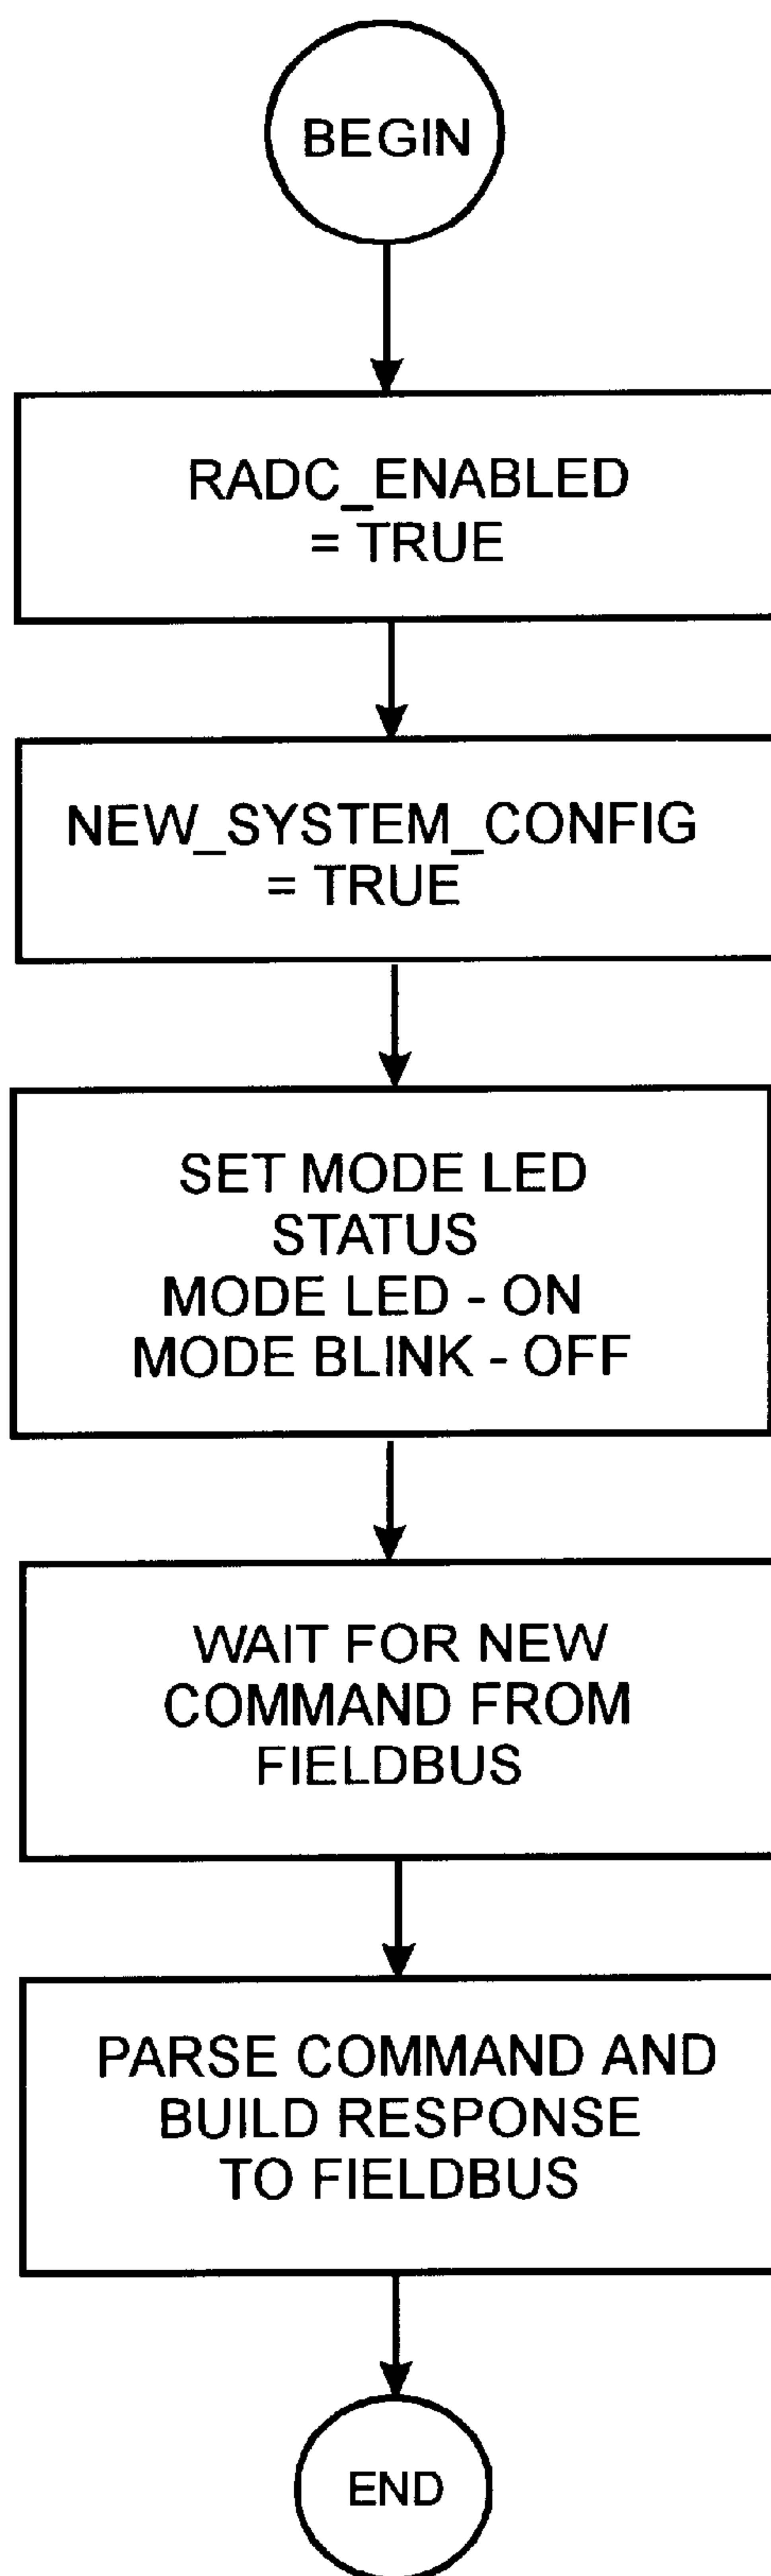 BEGIN
RADC_ENABLED
= TRUE
NEW_SYSTEM_CONFIG
= TRUE
SET MODE LED
STATUS
MODE LED - ON
MODE BLINK - OFF
WAIT FOR NEW
COMMAND FROM
FIELDBUS
PARSE COMMAND AND
BUILD RESPONSE
TO FIELDBUS
END